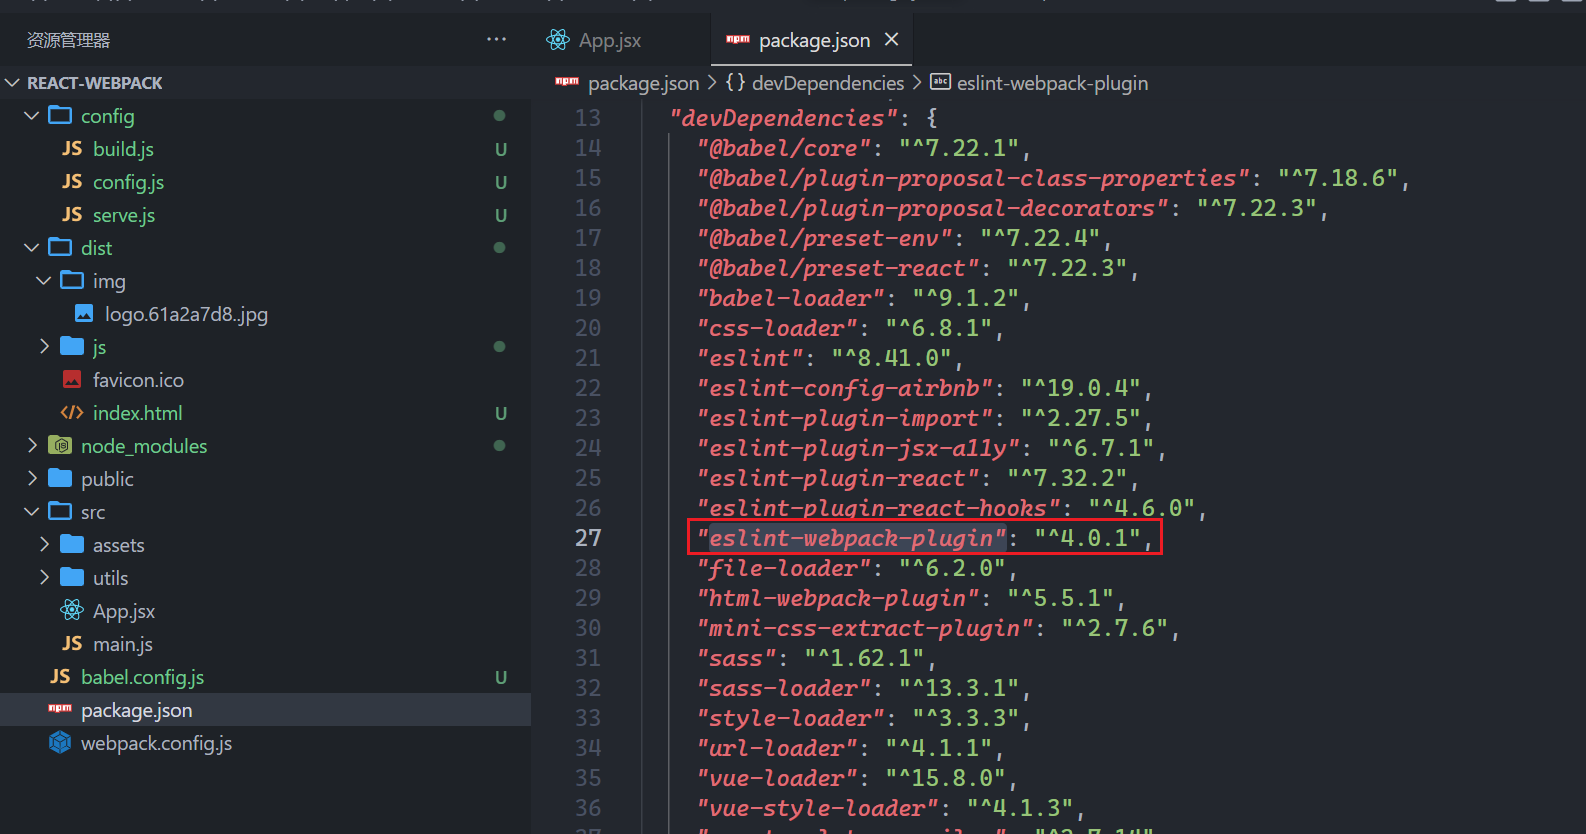 资源管理器
REACT-WEBPACK
config
JS build.js U
JS config.js U
JS serve.js U
dist
img
logo.61a2a7d8..jpg
js
favicon.ico
</> index.html U
node_modules
public
src
assets
utils
App.jsx
JS main.js
JS babel.config.js U
npm package.json
webpack.config.js
App.jsx
npm package.json ×
npm package.json > {} devDependencies > abc eslint-webpack-plugin
13 "devDependencies": {
14 "@babel/core": "^7.22.1",
15 "@babel/plugin-proposal-class-properties": "^7.18.6",
16 "@babel/plugin-proposal-decorators": "^7.22.3",
17 "@babel/preset-env": "^7.22.4",
18 "@babel/preset-react": "^7.22.3",
19 "babel-loader": "^9.1.2",
20 "css-loader": "^6.8.1",
21 "eslint": "^8.41.0",
22 "eslint-config-airbnb": "^19.0.4",
23 "eslint-plugin-import": "^2.27.5",
24 "eslint-plugin-jsx-a11y": "^6.7.1",
25 "eslint-plugin-react": "^7.32.2",
26 "eslint-plugin-react-hooks": "^4.6.0",
27 "eslint-webpack-plugin": "^4.0.1",
28 "file-loader": "^6.2.0",
29 "html-webpack-plugin": "^5.5.1",
30 "mini-css-extract-plugin": "^2.7.6",
31 "sass": "^1.62.1",
32 "sass-loader": "^13.3.1",
33 "style-loader": "^3.3.3",
34 "url-loader": "^4.1.1",
35 "vue-loader": "^15.8.0",
36 "vue-style-loader": "^4.1.3",